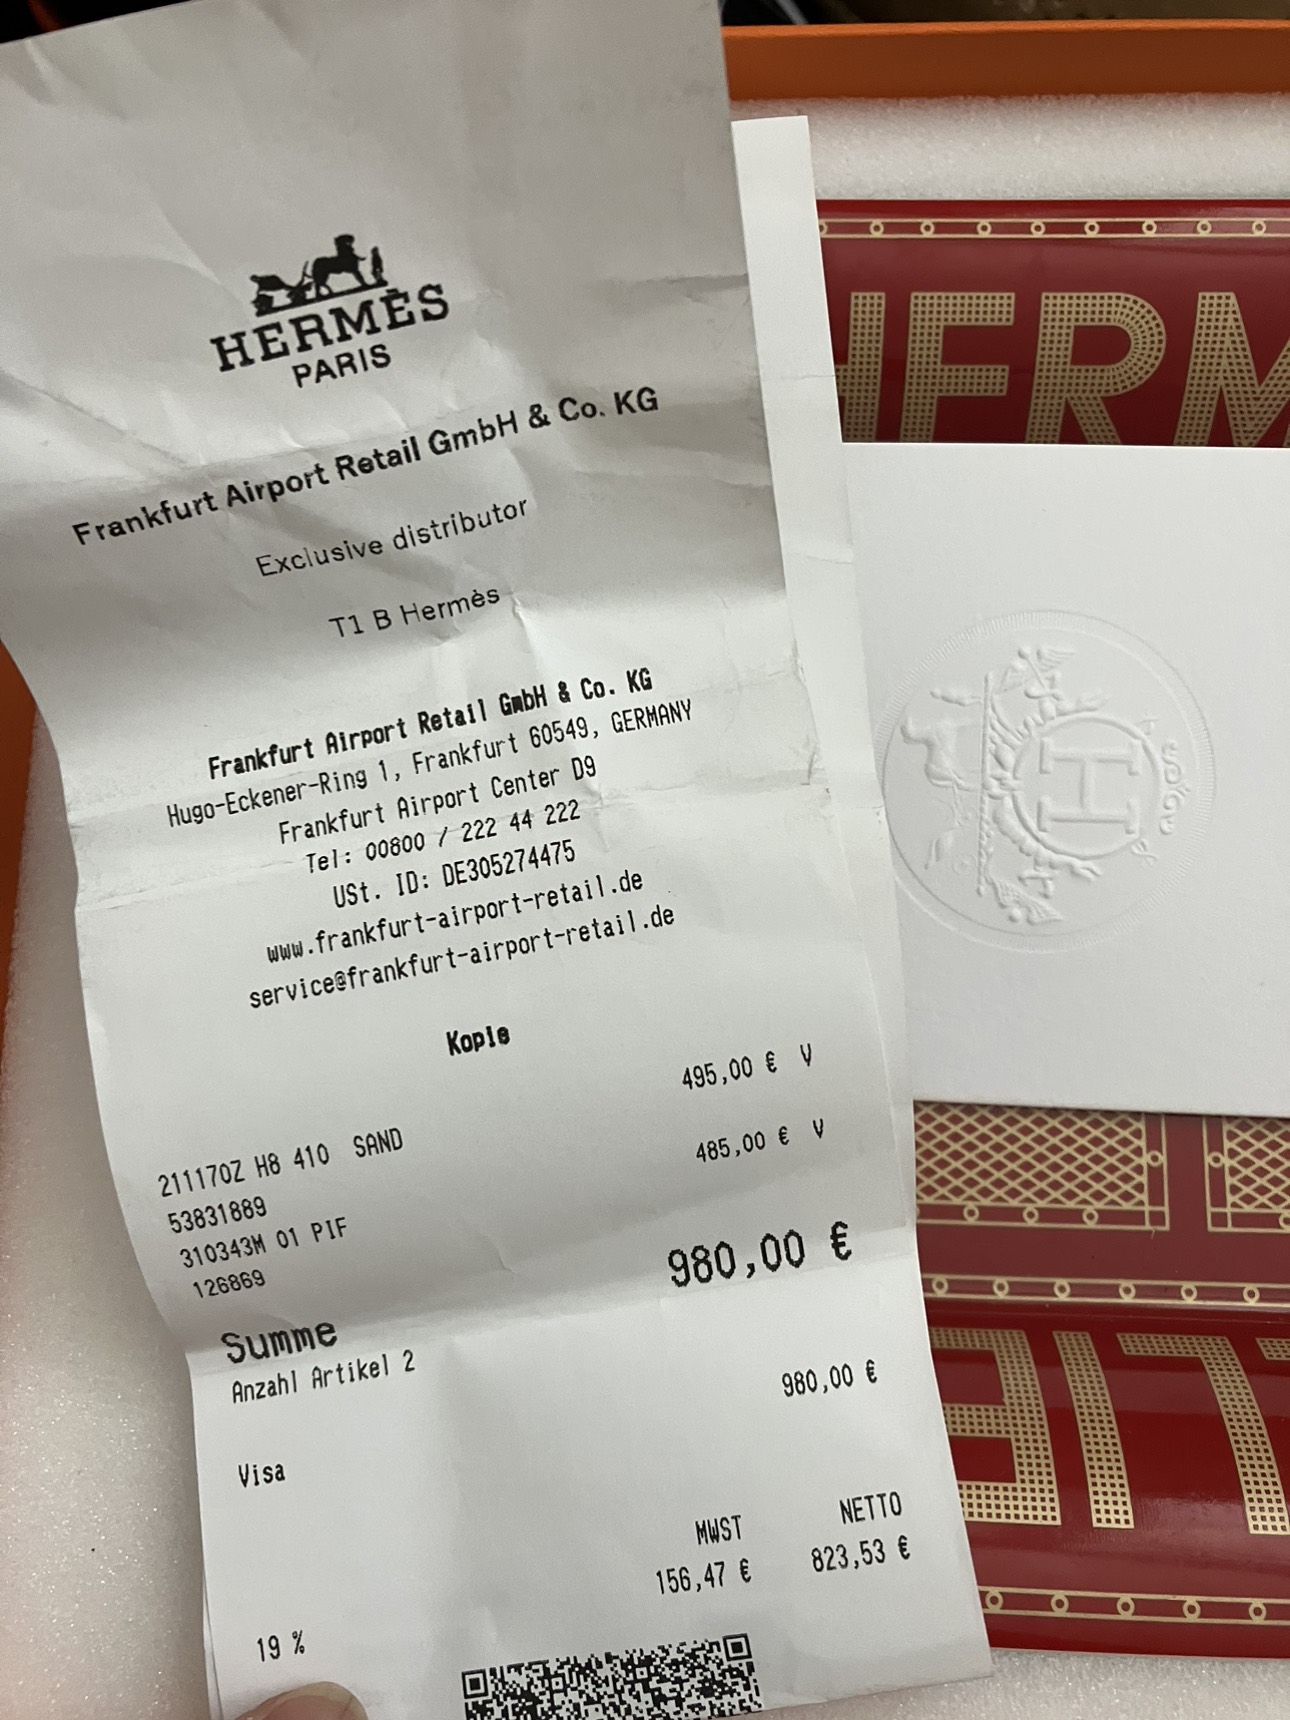 HERMÈS
PARIS
Frankfurt Airport Retail GmbH & Co. KG
Exclusive distributor
T1 B Hermès
Frankfurt Airport Retail GmbH & Co. KG
Hugo-Eckener-Ring 1, Frankfurt 60549, GERMANY
Frankfurt Airport Center D9
Tel: 00800 / 222 44 222
USt. ID: DE305274475
www.frankfurt-airport-retail.de
service@frankfurt-airport-retail.de
Kopie
211170Z H8 410 SAND 495,00 € V
53831889
310343M 01 PIF 485,00 € V
126869
Summe 980,00 €
Anzahl Artikel 2
Visa 980,00 €
MWST NETTO
19 % 156,47 € 823,53 €
HERM
H